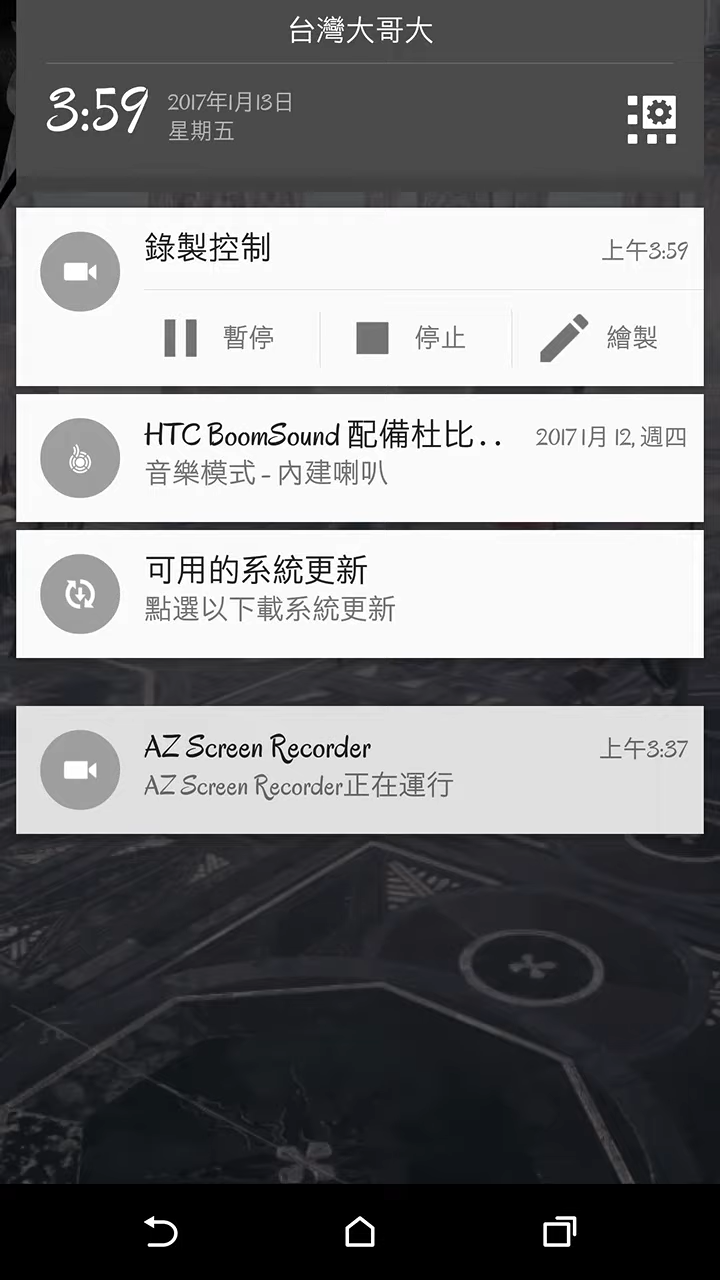 台灣大哥大
3:59
2017年1月13日
星期五
錄製控制
上午3:59
暫停
停止
繪製
HTC BoomSound 配備杜比..
2017 1月 12, 週四
音樂模式 - 內建喇叭
可用的系統更新
點選以下載系統更新
AZ Screen Recorder
上午3:37
AZ Screen Recorder正在運行